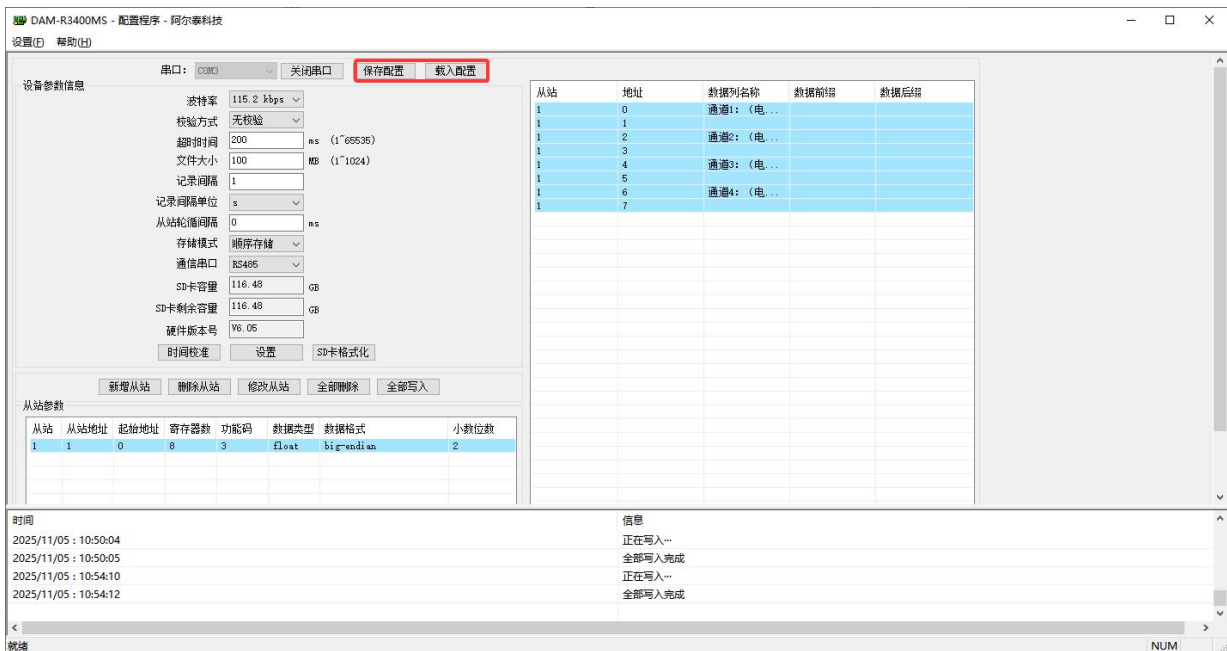 DAM-R3400MS - 配置程序 - 阿尔泰科技
设置(F) 帮助(H)
串口: COM3 关闭串口 保存配置 载入配置
设备参数信息
波特率 115.2 kbps
校验方式 无校验
超时时间 200 ms (1~65535)
文件大小 100 MB (1~1024)
记录间隔 1
记录间隔单位 s
从站轮循间隔 0 ms
存储模式 顺序存储
通信串口 RS485
SD卡容量 116.48 GB
SD卡剩余容量 116.48 GB
硬件版本号 V6.05
时间校准 设置 SD卡格式化
新增从站 删除从站 修改从站 全部删除 全部写入
从站参数
从站 从站地址 起始地址 寄存器数 功能码 数据类型 数据格式 小数位数
1 1 0 8 3 float big-endian 2
从站 地址 数据列名称 数据前缀 数据后缀
1 0 通道1: (电...
1 1
1 2 通道2: (电...
1 3
1 4 通道3: (电...
1 5
1 6 通道4: (电...
1 7
时间 信息
2025/11/05 : 10:50:04 正在写入…
2025/11/05 : 10:50:05 全部写入完成
2025/11/05 : 10:54:10 正在写入…
2025/11/05 : 10:54:12 全部写入完成
就绪 NUM